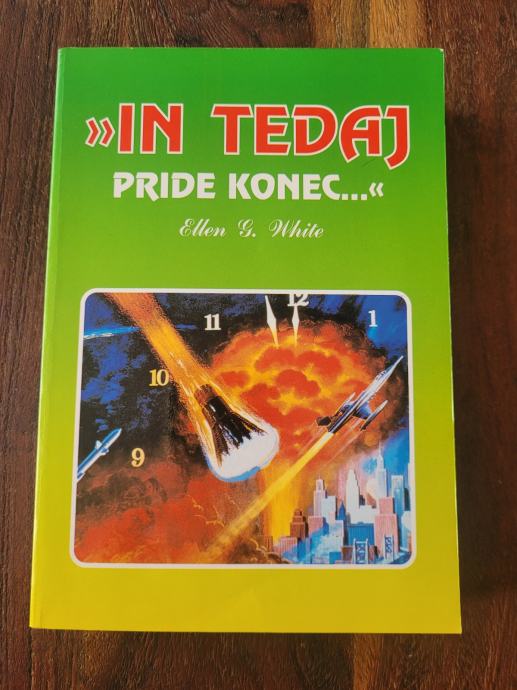 »IN TEDAJ
PRIDE KONEC...«
Ellen G. White
12
11
1
10
9